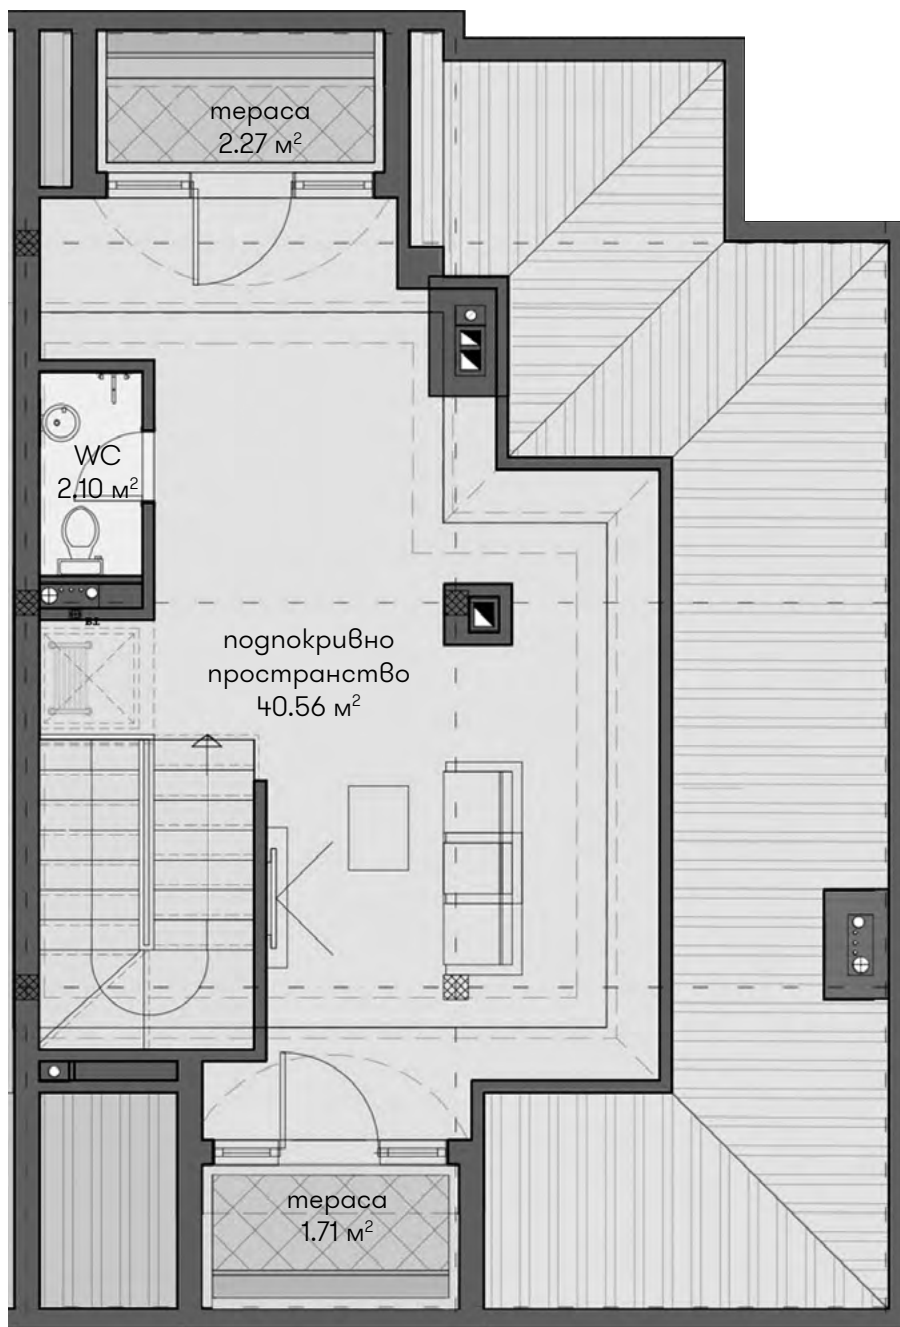 тераса
2.27 м²
WC
2.10 м²
подпокривно
пространство
40.56 м²
тераса
1.71 м²